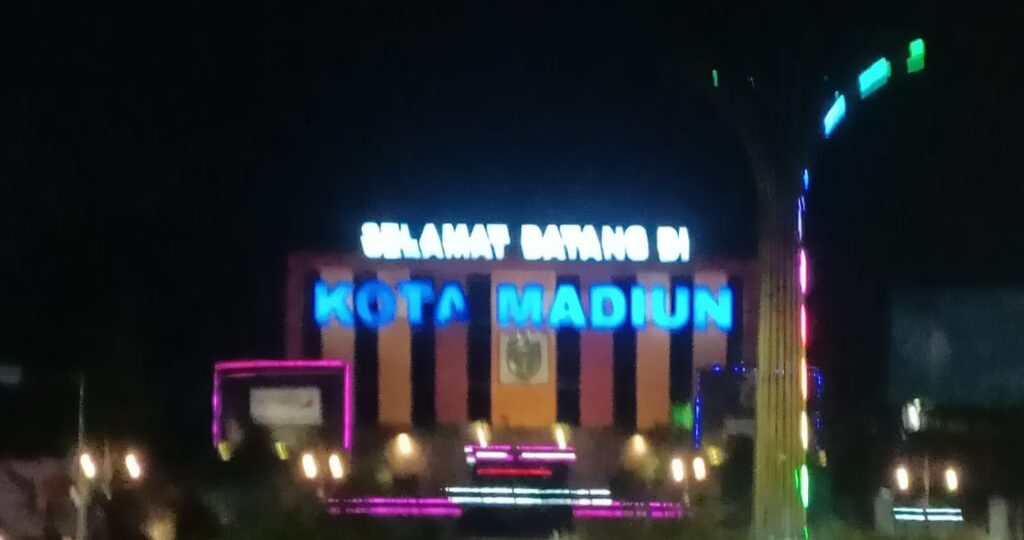 SELAMAT DATANG DI
KOTA MADIUN